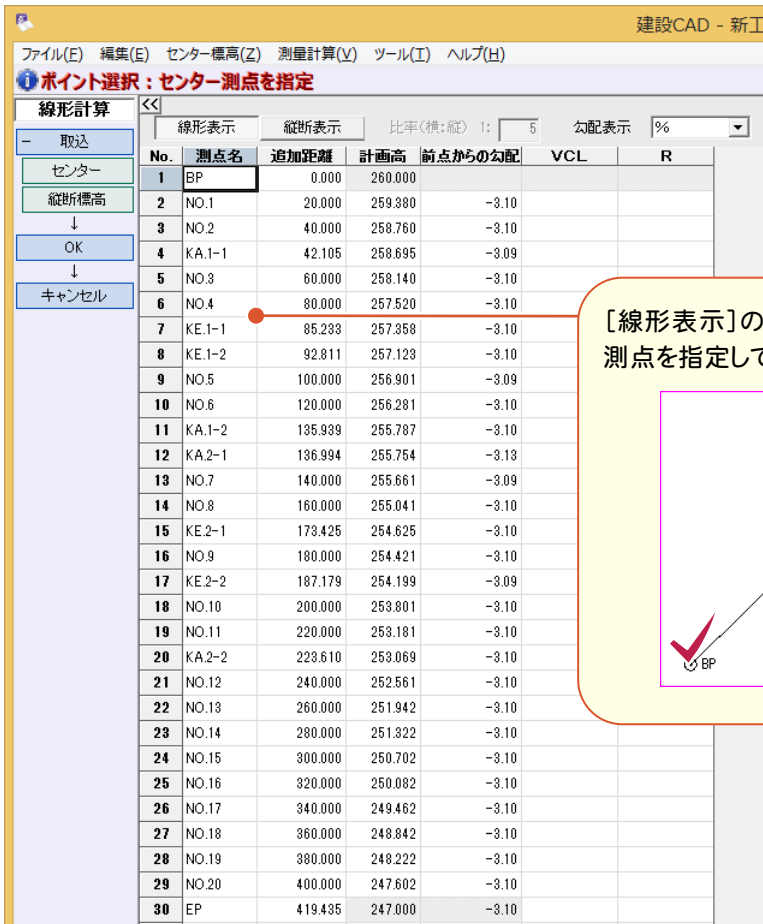 建設CAD - 新工
ファイル(F) 編集(E) センター標高(Z) 測量計算(V) ツール(T) ヘルプ(H)
ポイント選択：センター測点を指定
線形計算
<<
線形表示 縦断表示 比率(横:縦) 1: 5 勾配表示 %
- 取込
センター
縦断標高
↓
OK
↓
キャンセル
No. 測点名 追加距離 計画高 前点からの勾配 VCL R
1 BP 0.000 260.000
2 NO.1 20.000 259.380 -3.10
3 NO.2 40.000 258.760 -3.10
4 KA.1-1 42.105 258.695 -3.09
5 NO.3 60.000 258.140 -3.10
6 NO.4 80.000 257.520 -3.10
7 KE.1-1 85.233 257.358 -3.10
8 KE.1-2 92.811 257.123 -3.10
9 NO.5 100.000 256.901 -3.09
10 NO.6 120.000 256.281 -3.10
11 KA.1-2 135.939 255.787 -3.10
12 KA.2-1 136.994 255.754 -3.13
13 NO.7 140.000 255.661 -3.09
14 NO.8 160.000 255.041 -3.10
15 KE.2-1 173.425 254.625 -3.10
16 NO.9 180.000 254.421 -3.10
17 KE.2-2 187.179 254.199 -3.09
18 NO.10 200.000 253.801 -3.10
19 NO.11 220.000 253.181 -3.10
20 KA.2-2 223.610 253.069 -3.10
21 NO.12 240.000 252.561 -3.10
22 NO.13 260.000 251.942 -3.10
23 NO.14 280.000 251.322 -3.10
24 NO.15 300.000 250.702 -3.10
25 NO.16 320.000 250.082 -3.10
26 NO.17 340.000 249.462 -3.10
27 NO.18 360.000 248.842 -3.10
28 NO.19 380.000 248.222 -3.10
29 NO.20 400.000 247.602 -3.10
30 EP 419.435 247.000 -3.10
[線形表示]の
測点を指定して
BP